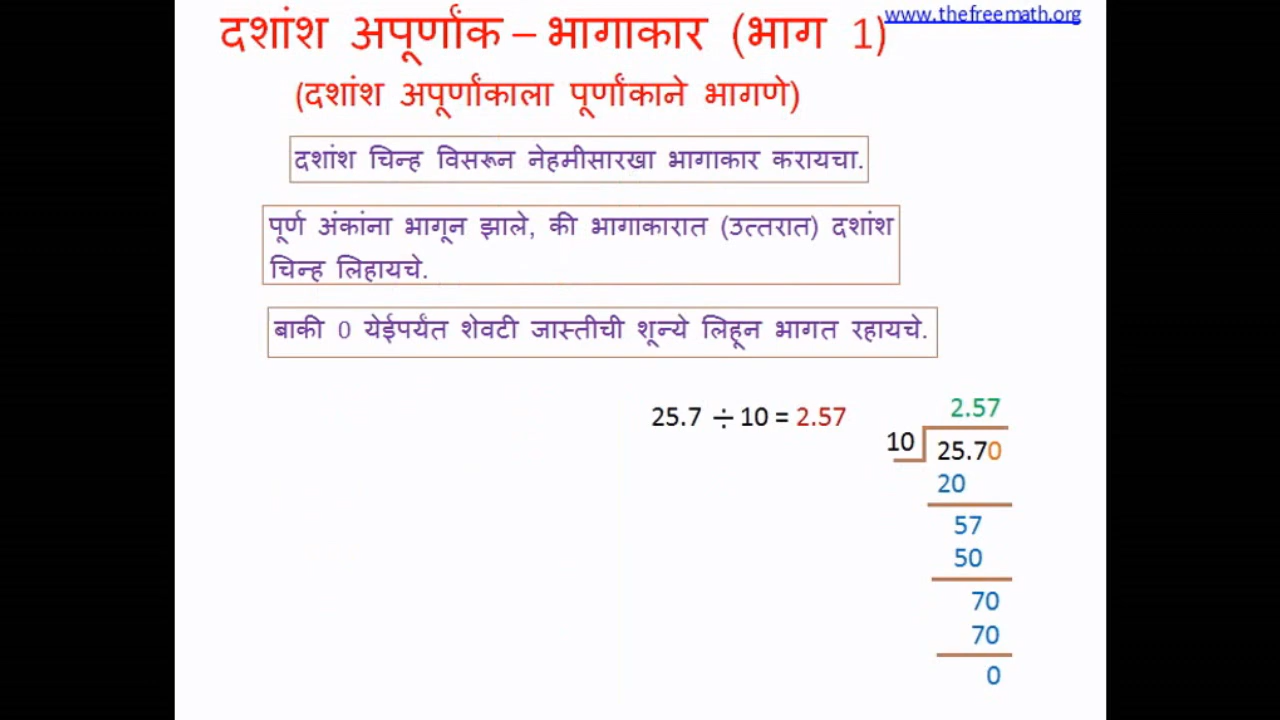 www.thefreemath.org
दशांश अपूर्णांक – भागाकार (भाग 1)
(दशांश अपूर्णांकाला पूर्णांकाने भागणे)
दशांश चिन्ह विसरून नेहमीसारखा भागाकार करायचा.
पूर्ण अंकांना भागून झाले, की भागाकारात (उत्तरात) दशांश
चिन्ह लिहायचे.
बाकी 0 येईपर्यंत शेवटी जास्तीची शून्ये लिहून भागत रहायचे.
25.7 ÷ 10 = 2.57
2.57
10 25.70
20
57
50
70
70
0